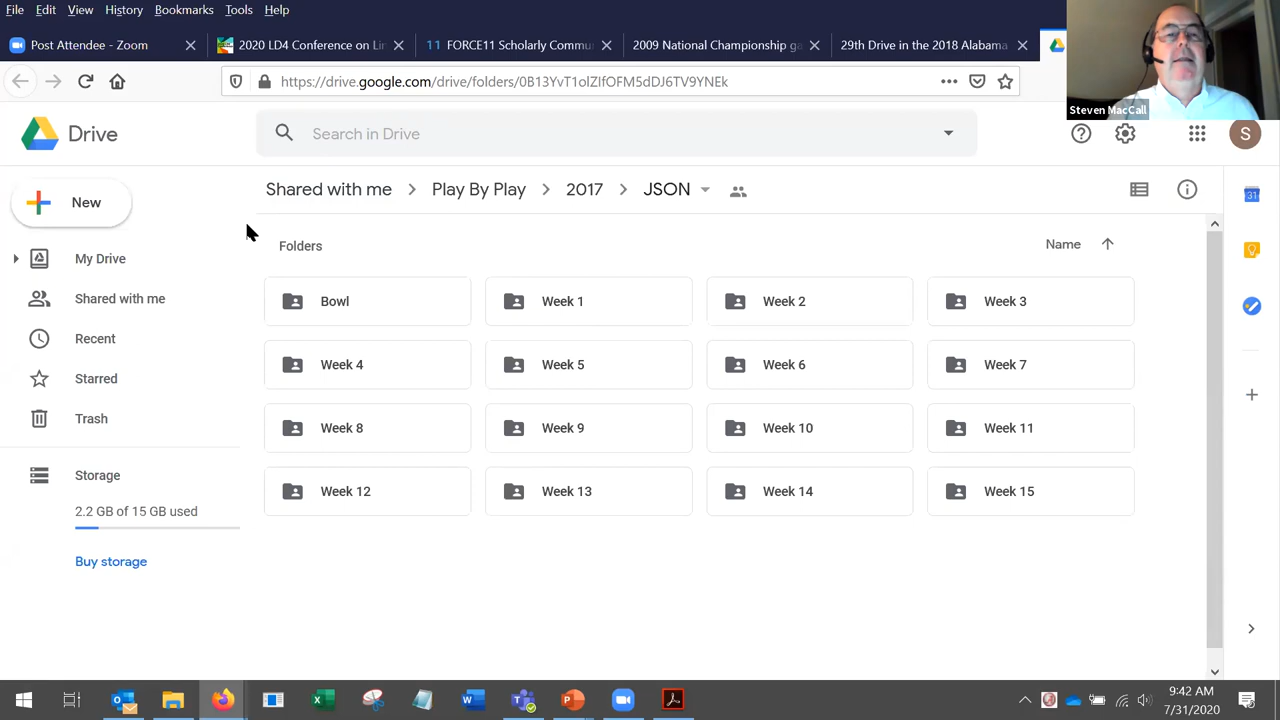 File Edit View History Bookmarks Tools Help
Post Attendee - Zoom
2020 LD4 Conference on Lin
11 FORCE11 Scholarly Commu
2009 National Championship ga
29th Drive in the 2018 Alabama
https://drive.google.com/drive/folders/0B13YvT1olZIfOFM5dDJ6TV9YNEk
Steven MacCall
Drive
Search in Drive
S
New
Shared with me
Play By Play
2017
JSON
31
My Drive
Shared with me
Recent
Starred
Trash
Storage
2.2 GB of 15 GB used
Buy storage
Folders
Name
Bowl
Week 1
Week 2
Week 3
Week 4
Week 5
Week 6
Week 7
Week 8
Week 9
Week 10
Week 11
Week 12
Week 13
Week 14
Week 15
9:42 AM
7/31/2020